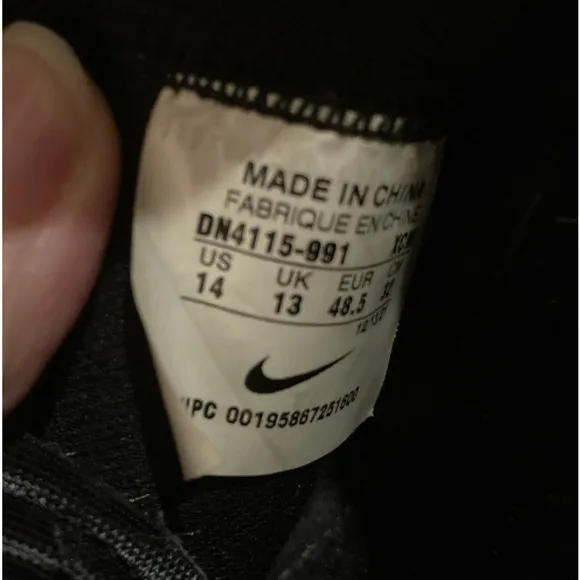 MADE IN CHINA
FABRIQUE EN CHINE
DN4115-991
US UK EUR
14 13 48.5
UPC 00195867251600